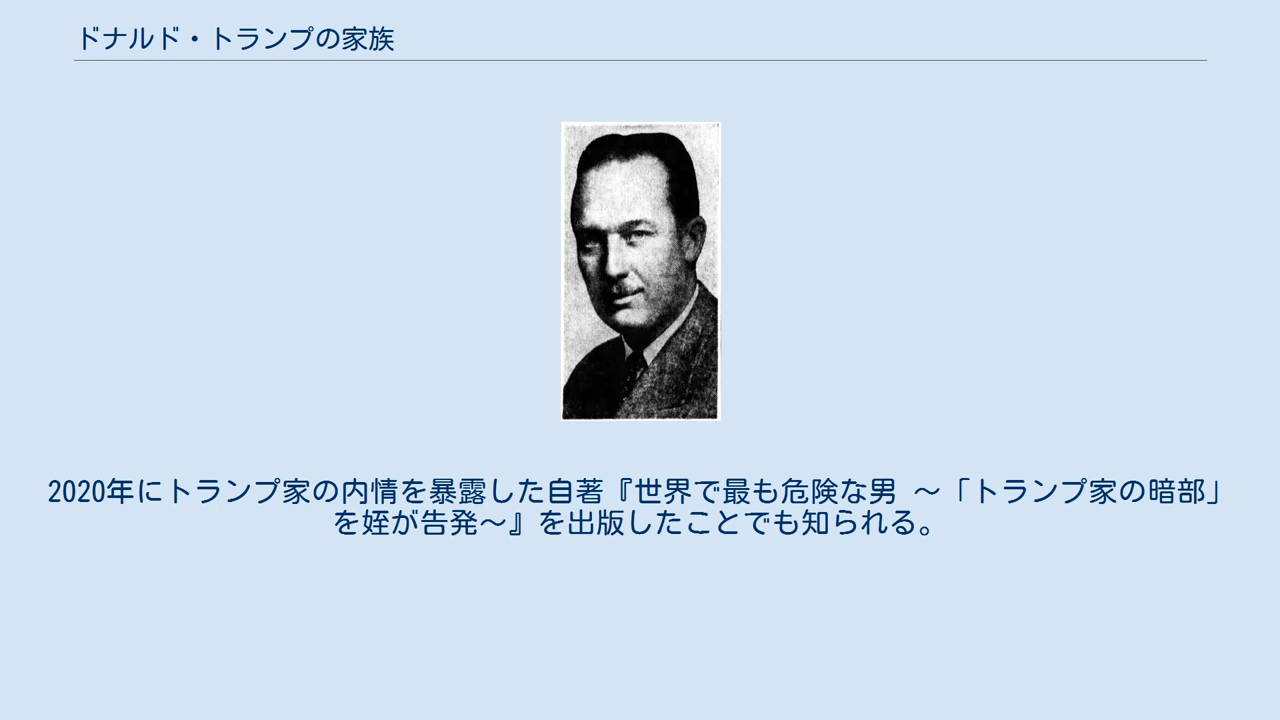 ドナルド・トランプの家族
2020年にトランプ家の内情を暴露した自著『世界で最も危険な男 〜「トランプ家の暗部」
を姪が告発〜』を出版したことでも知られる。